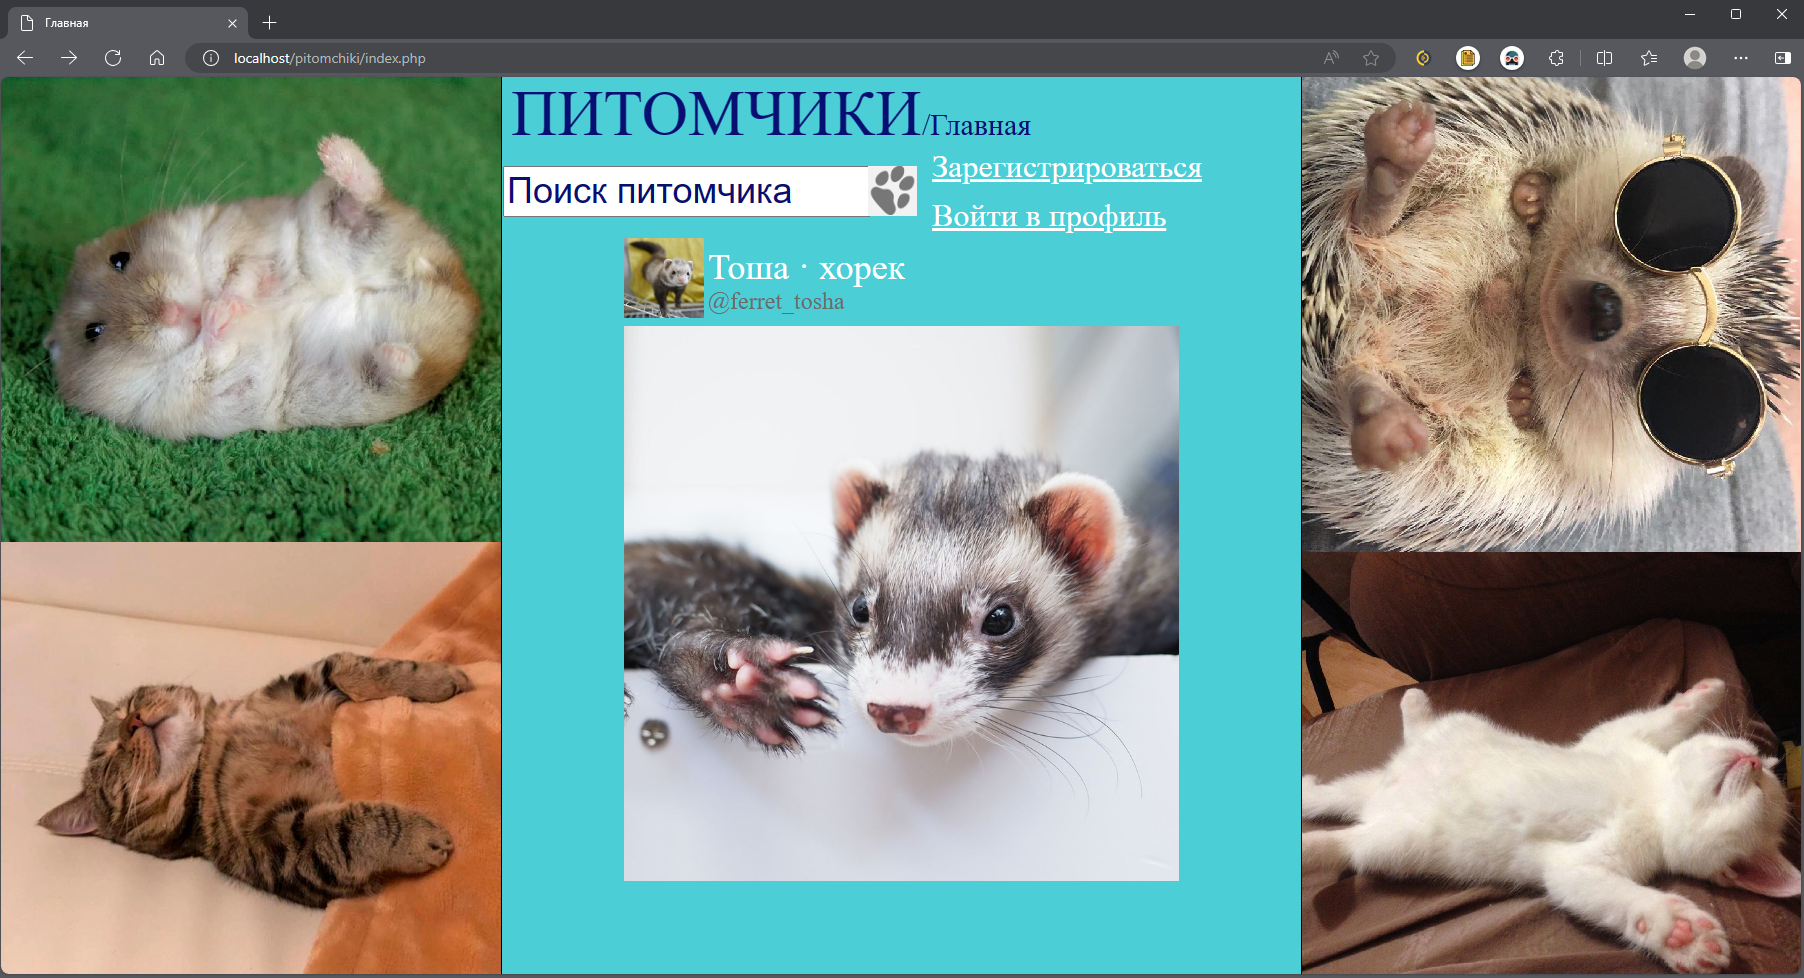 Главная
localhost/pitomchiki/index.php
ПИТОМЧИКИ/Главная
Поиск питомчика
Зарегистрироваться
Войти в профиль
Тоша · хорек
@ferret_tosha